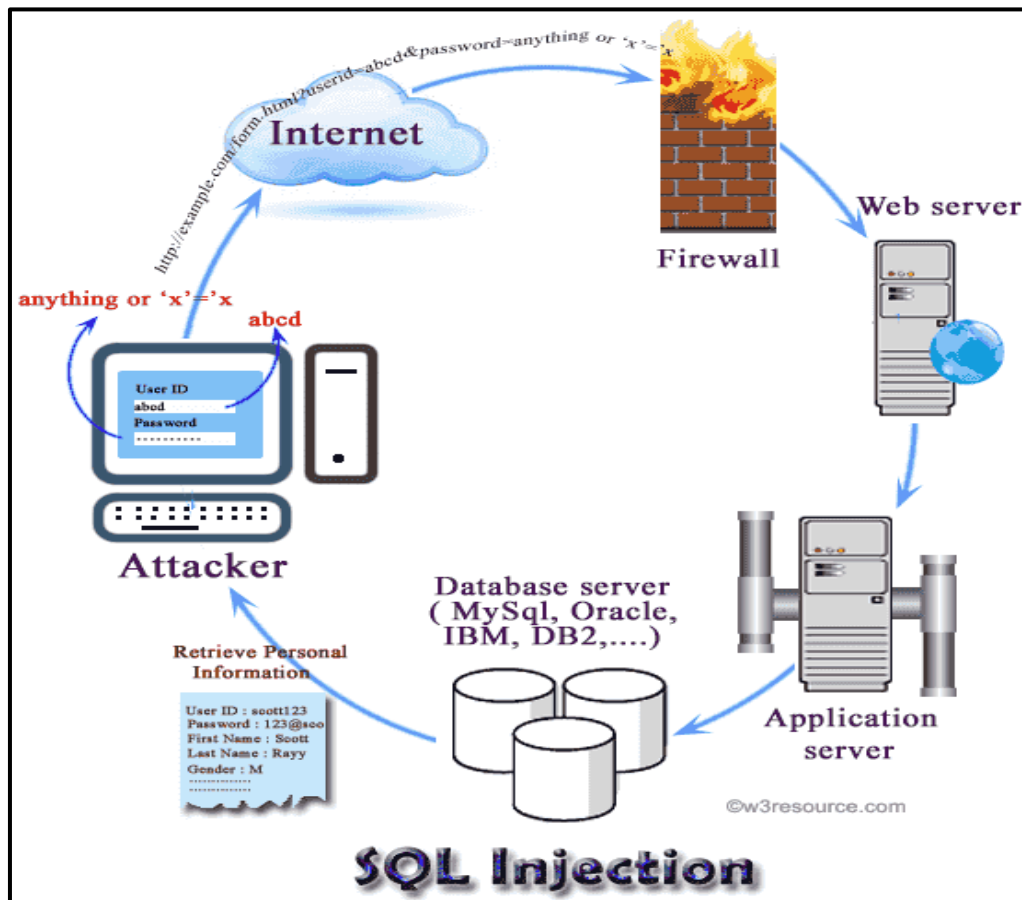 http://example.com/form.html?userid=abcd&password=anything or ‘x’=’x
Internet
Firewall
Web server
anything or ‘x’=’x
abcd
User ID
abcd
Password
----------
Attacker
Database server
( MySql, Oracle,
IBM, DB2,....)
Application
server
Retrieve Personal
Information
User ID : scott123
Password : 123@sco
First Name : Scott
Last Name : Rayy
Gender : M
--------------
--------------
©w3resource.com
SQL Injection